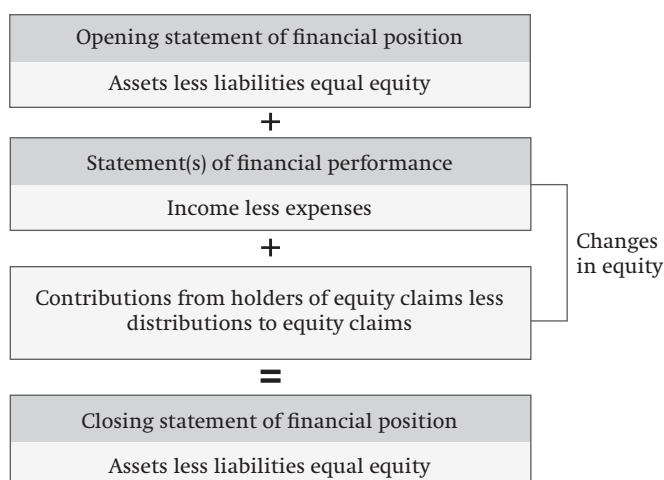 Opening statement of financial position
Assets less liabilities equal equity
+
Statement(s) of financial performance
Income less expenses
+
Changes
in equity
Contributions from holders of equity claims less
distributions to equity claims
=
Closing statement of financial position
Assets less liabilities equal equity